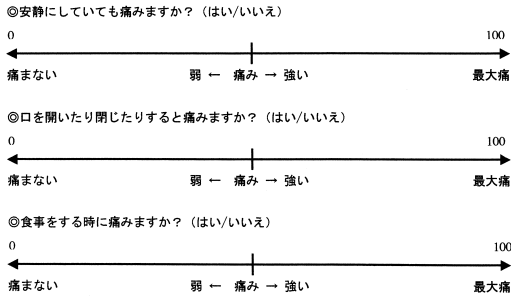 ◎安静にしていても痛みますか？（はい/いいえ）
0 100
痛まない 弱 ← 痛み → 強い 最大痛
◎口を開いたり閉じたりすると痛みますか？（はい/いいえ）
0 100
痛まない 弱 ← 痛み → 強い 最大痛
◎食事をする時に痛みますか？（はい/いいえ）
0 100
痛まない 弱 ← 痛み → 強い 最大痛